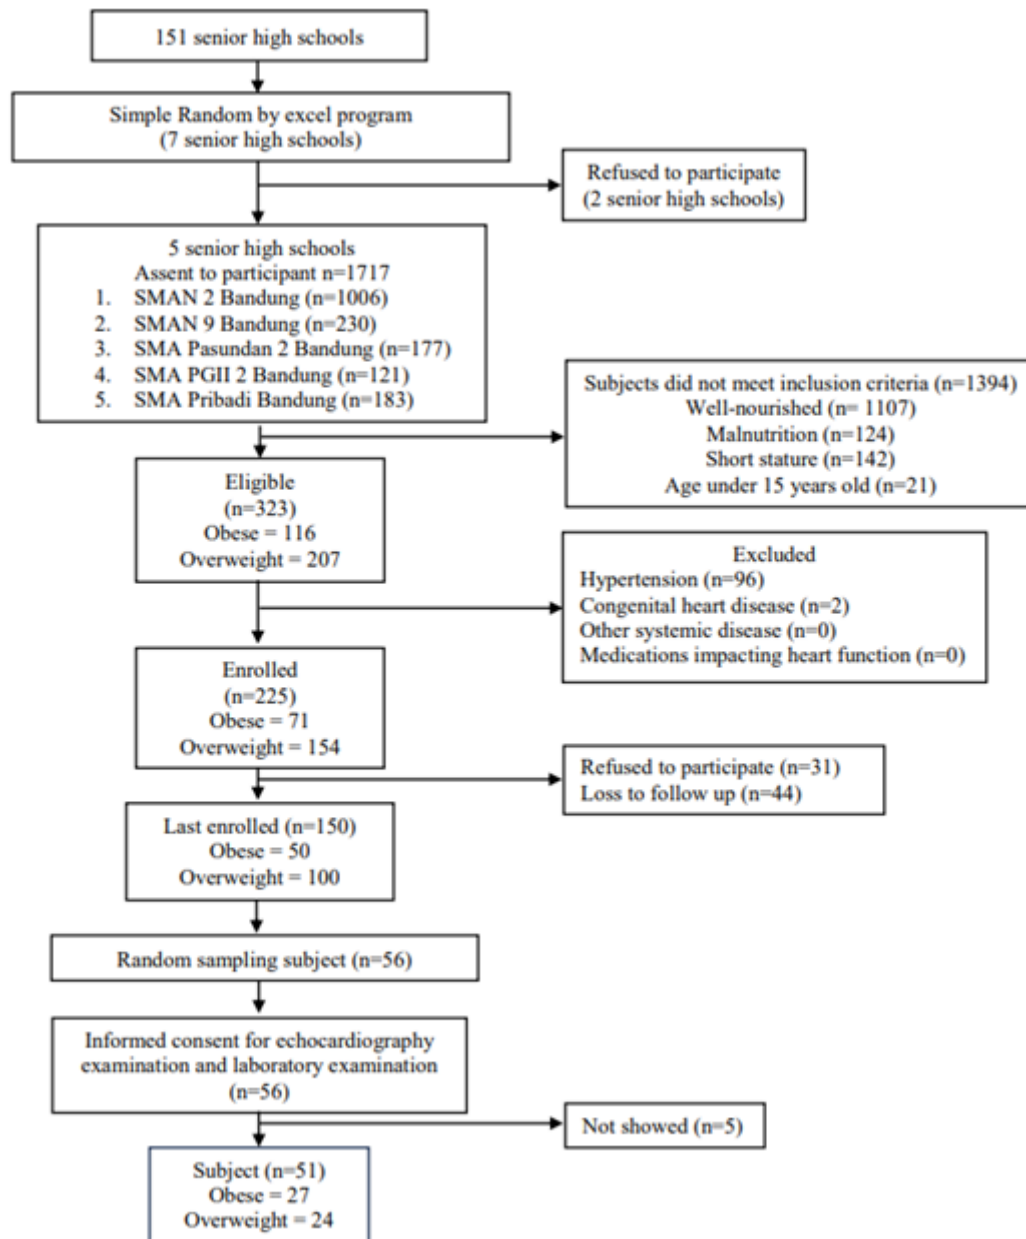 151 senior high schools
Simple Random by excel program
(7 senior high schools)
Refused to participate
(2 senior high schools)
5 senior high schools
Assent to participant n=1717
1. SMAN 2 Bandung (n=1006)
2. SMAN 9 Bandung (n=230)
3. SMA Pasundan 2 Bandung (n=177)
4. SMA PGII 2 Bandung (n=121)
5. SMA Pribadi Bandung (n=183)
Subjects did not meet inclusion criteria (n=1394)
Well-nourished (n= 1107)
Malnutrition (n=124)
Short stature (n=142)
Age under 15 years old (n=21)
Eligible
(n=323)
Obese = 116
Overweight = 207
Excluded
Hypertension (n=96)
Congenital heart disease (n=2)
Other systemic disease (n=0)
Medications impacting heart function (n=0)
Enrolled
(n=225)
Obese = 71
Overweight = 154
Refused to participate (n=31)
Loss to follow up (n=44)
Last enrolled (n=150)
Obese = 50
Overweight = 100
Random sampling subject (n=56)
Informed consent for echocardiography
examination and laboratory examination
(n=56)
Not showed (n=5)
Subject (n=51)
Obese = 27
Overweight = 24